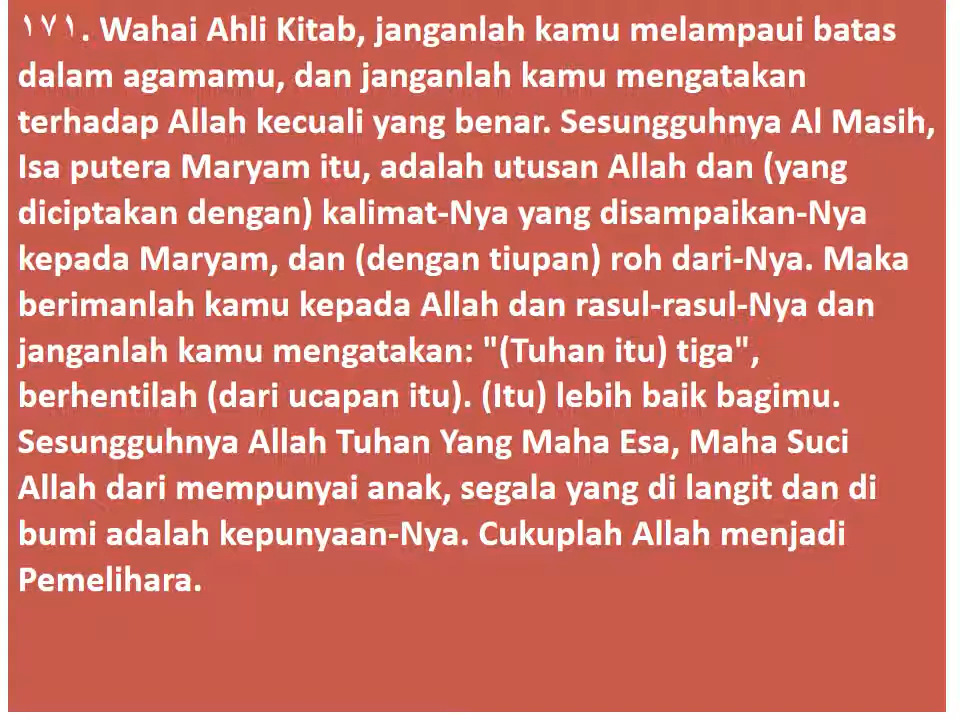 ١٧١. Wahai Ahli Kitab, janganlah kamu melampaui batas
dalam agamamu, dan janganlah kamu mengatakan
terhadap Allah kecuali yang benar. Sesungguhnya Al Masih,
Isa putera Maryam itu, adalah utusan Allah dan (yang
diciptakan dengan) kalimat-Nya yang disampaikan-Nya
kepada Maryam, dan (dengan tiupan) roh dari-Nya. Maka
berimanlah kamu kepada Allah dan rasul-rasul-Nya dan
janganlah kamu mengatakan: "(Tuhan itu) tiga",
berhentilah (dari ucapan itu). (Itu) lebih baik bagimu.
Sesungguhnya Allah Tuhan Yang Maha Esa, Maha Suci
Allah dari mempunyai anak, segala yang di langit dan di
bumi adalah kepunyaan-Nya. Cukuplah Allah menjadi
Pemelihara.